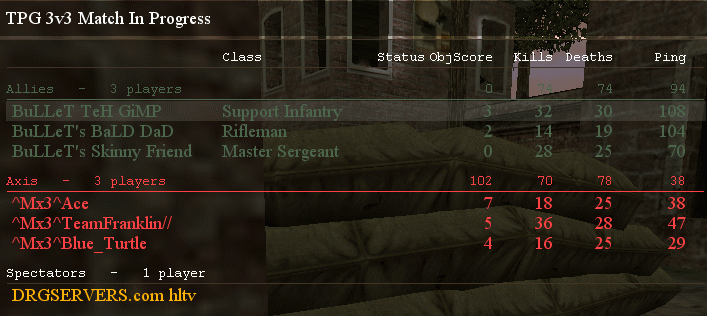 TPG 3v3 Match In Progress
Class Status ObjScore Kills Deaths Ping
Allies - 3 players 0 74 74 94
BuLLeT TeH GiMP Support Infantry 3 32 30 108
BuLLeT's BaLD DaD Rifleman 2 14 19 104
BuLLeT's Skinny Friend Master Sergeant 0 28 25 70
Axis - 3 players 102 70 78 38
^Mx3^Ace 7 18 25 38
^Mx3^TeamFranklin// 5 36 28 47
^Mx3^Blue_Turtle 4 16 25 29
Spectators - 1 player
DRGSERVERS.com hltv